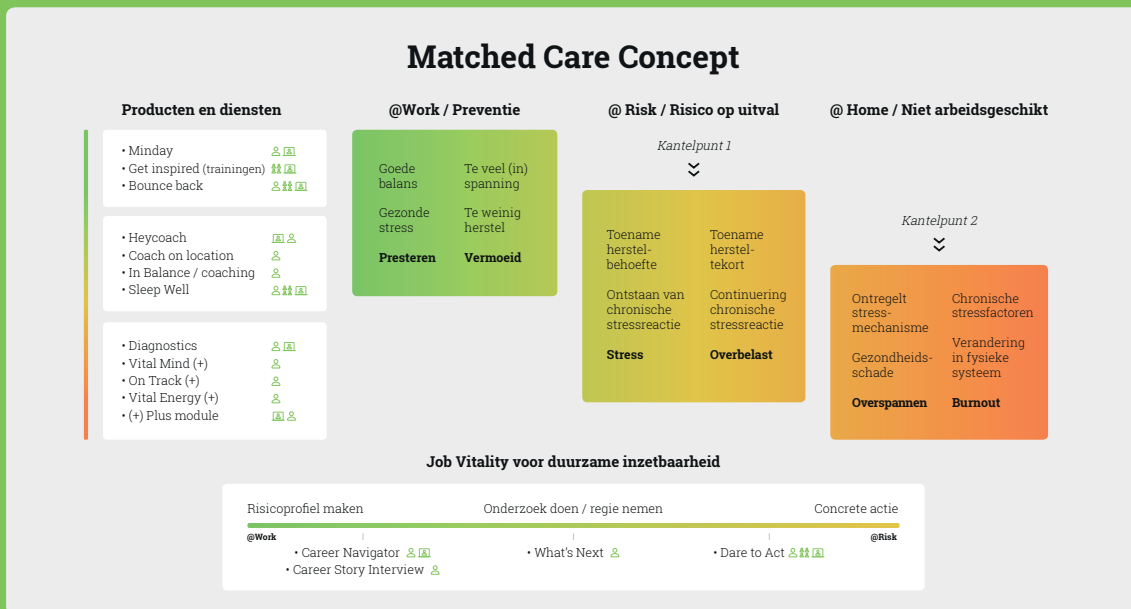 Matched Care Concept
Producten en diensten
• Minday
• Get inspired (trainingen)
• Bounce back
• Heycoach
• Coach on location
• In Balance / coaching
• Sleep Well
• Diagnostics
• Vital Mind (+)
• On Track (+)
• Vital Energy (+)
• (+) Plus module
@Work / Preventie
Goede
balans
Gezonde
stress
Presteren
Te veel (in)
spanning
Te weinig
herstel
Vermoeid
@ Risk / Risico op uitval
Kantelpunt 1
Toename
herstel-
behoefte
Ontstaan van
chronische
stressreactie
Stress
Toename
herstel-
tekort
Continuering
chronische
stressreactie
Overbelast
@ Home / Niet arbeidsgeschikt
Kantelpunt 2
Ontregelt
stress-
mechanisme
Gezondheids-
schade
Overspannen
Chronische
stressfactoren
Verandering
in fysieke
systeem
Burnout
Job Vitality voor duurzame inzetbaarheid
Risicoprofiel maken
Onderzoek doen / regie nemen
Concrete actie
@Work
@Risk
• Career Navigator
• Career Story Interview
• What's Next
• Dare to Act